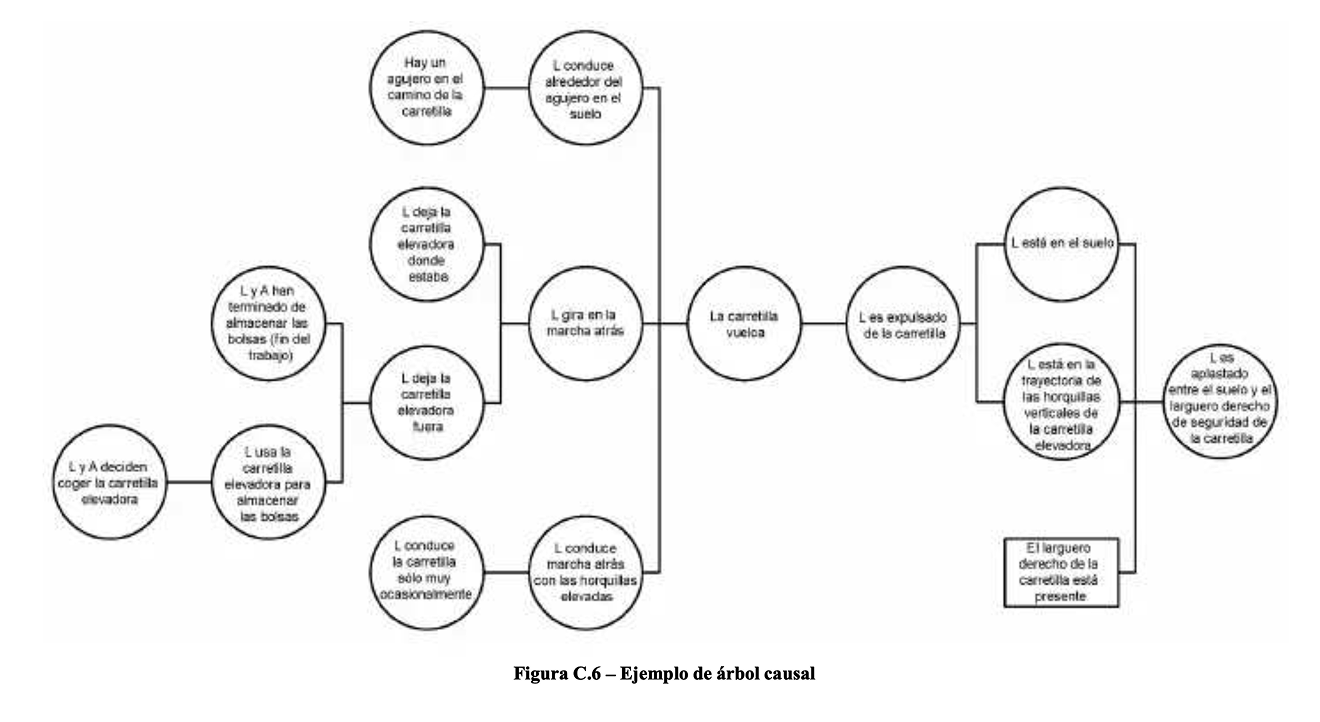 Hay un
agujero en el
camino de la
carretilla
L conduce
alrededor del
agujero en el
suelo
L deja la
carretilla
elevadora
donde
estaba
L y A han
terminado de
almacenar las
bolsas (fin del
trabajo)
L gira en la
marcha atrás
La carretilla
vuelca
L es expulsado
de la carretilla
L está en el suelo
L deja la
carretilla
elevadora
fuera
L está en la
trayectoria de
las horquillas
verticales de
la carretilla
elevadora
L es
aplastado
entre el suelo y el
larguero derecho
de seguridad de
la carretilla
L y A deciden
coger la carretilla
elevadora
L usa la
carretilla
elevadora para
almacenar
las bolsas
L conduce
la carretilla
sólo muy
ocasionalmente
L conduce
marcha atrás
con las horquillas
elevadas
El larguero
derecho de la
carretilla está
presente
Figura C.6 – Ejemplo de árbol causal